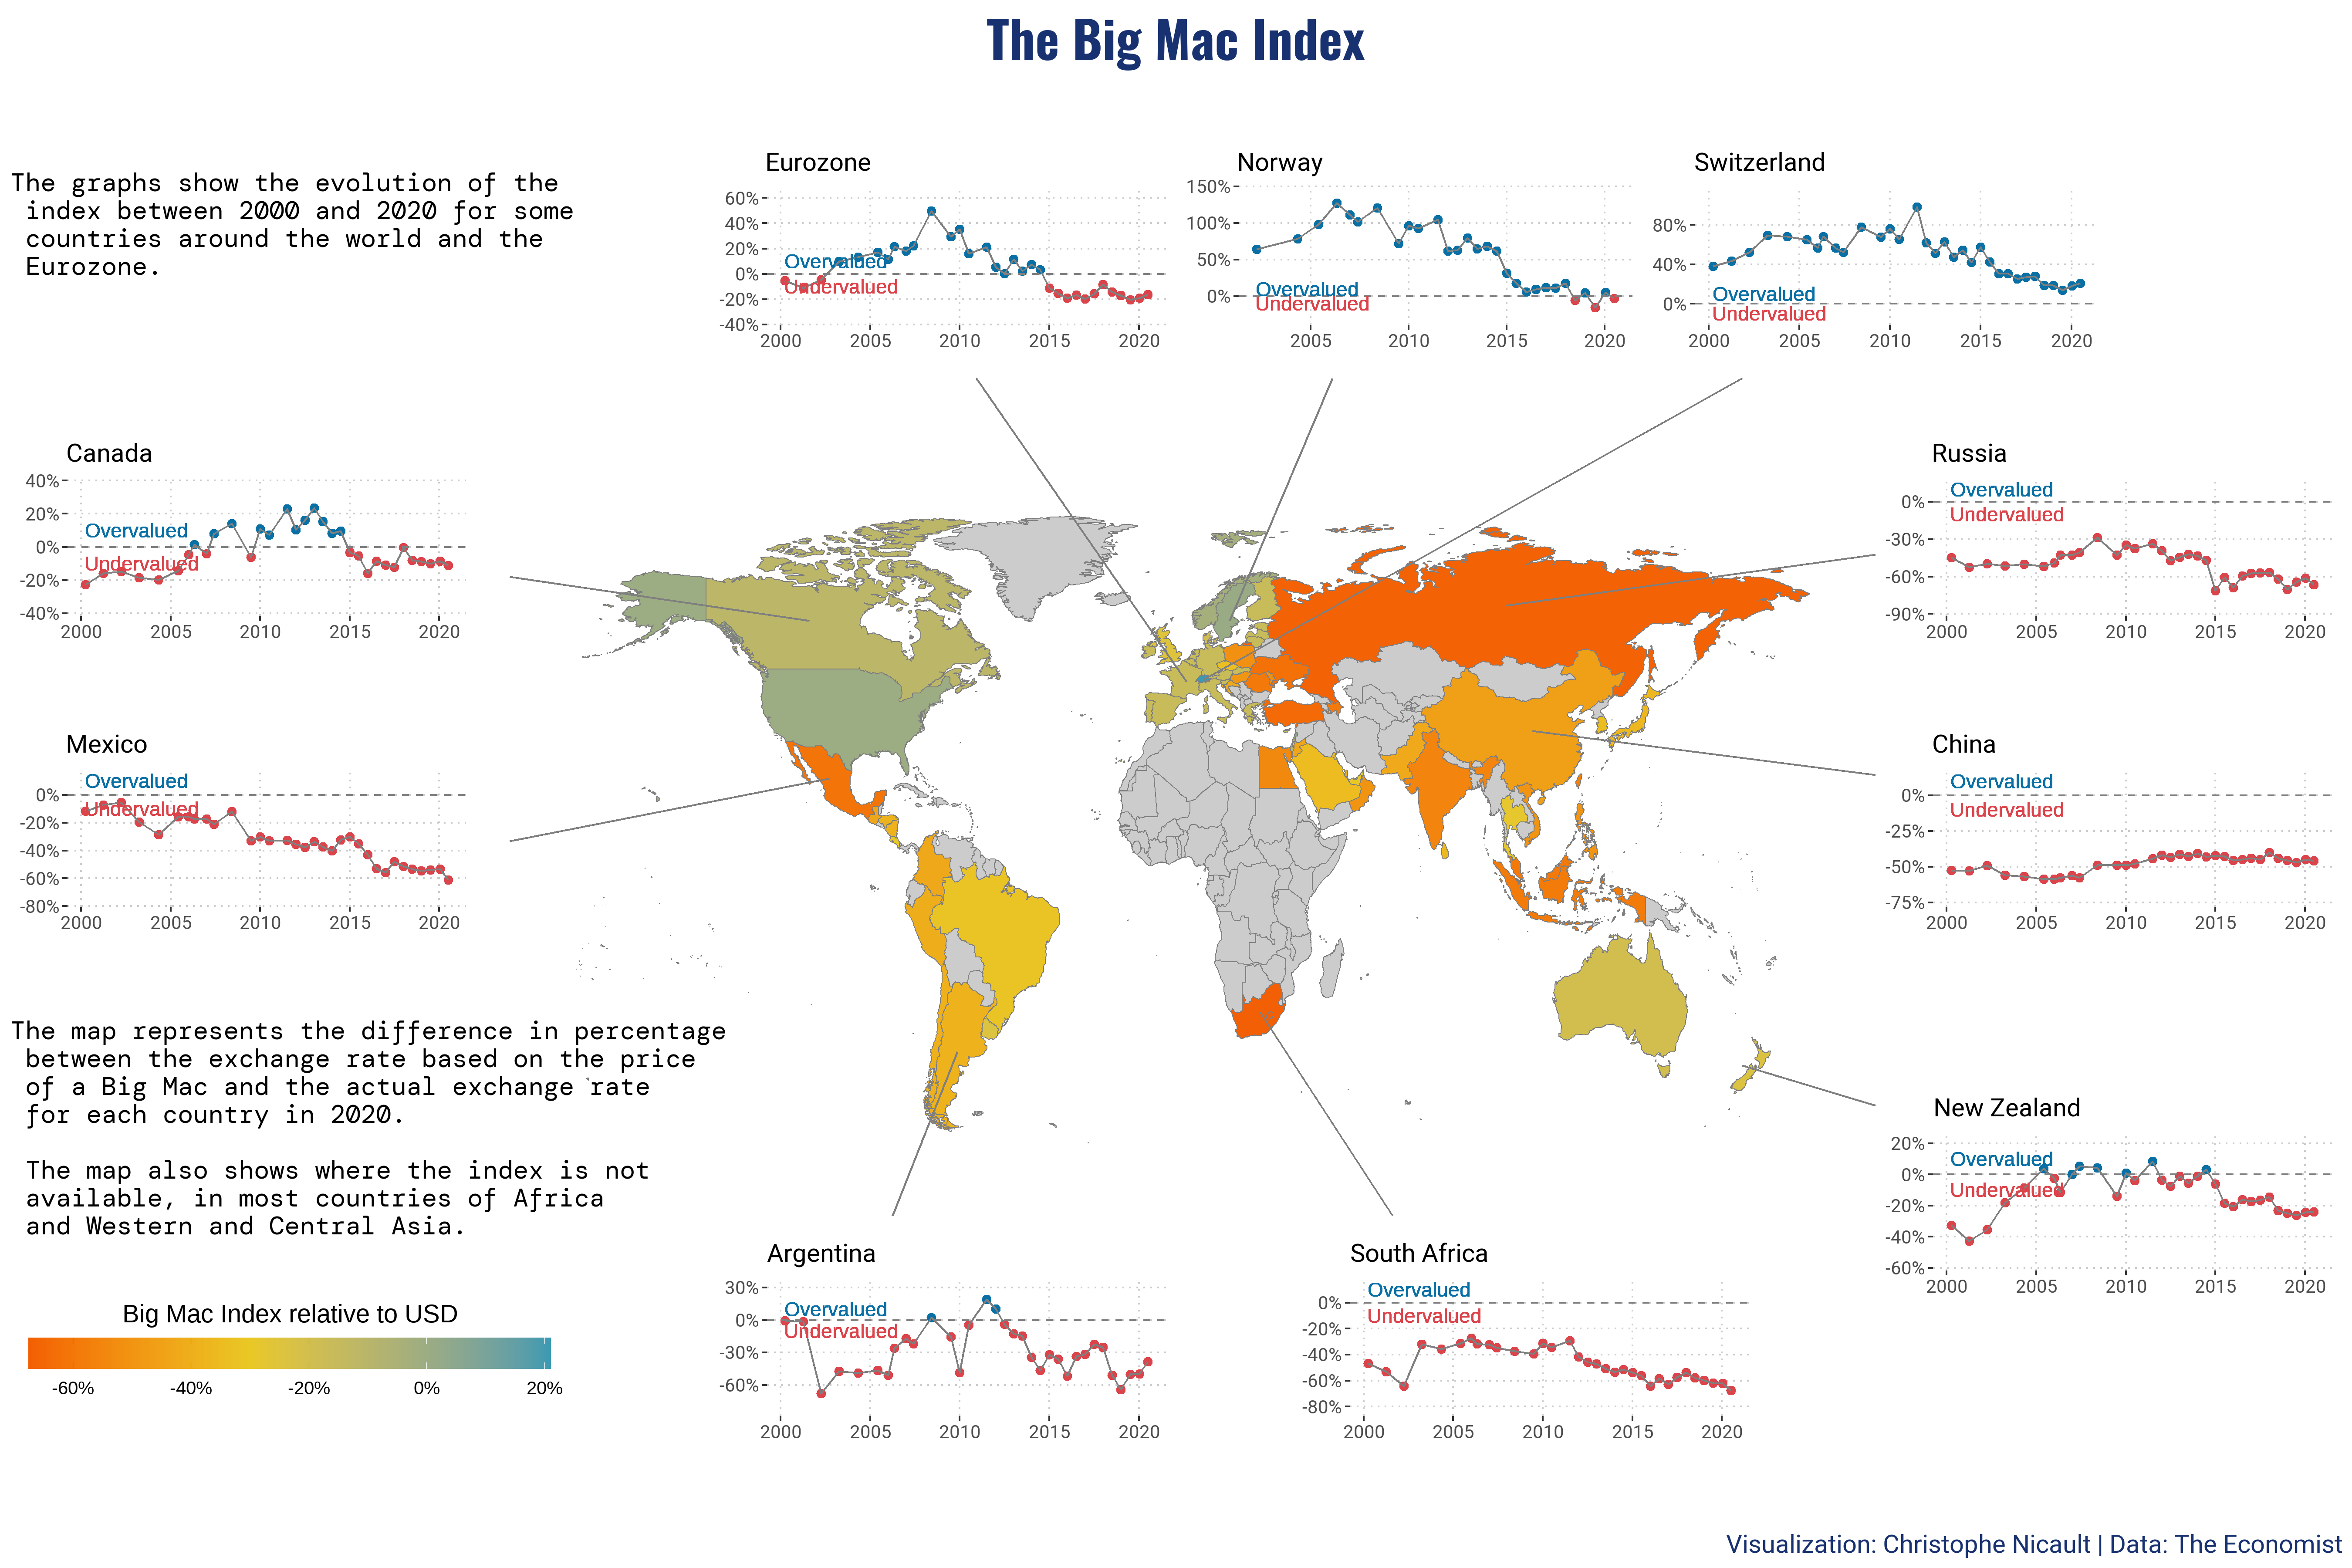 The Big Mac Index
The graphs show the evolution of the
index between 2000 and 2020 for some
countries around the world and the
Eurozone.
Eurozone
60%
40%
20%
0%
-20%
-40%
Overvalued
Undervalued
2000 2005 2010 2015 2020
Norway
150%
100%
50%
0%
Overvalued
Undervalued
2005 2010 2015 2020
Switzerland
80%
40%
0%
Overvalued
Undervalued
2000 2005 2010 2015 2020
Canada
40%
20%
0%
-20%
-40%
Overvalued
Undervalued
2000 2005 2010 2015 2020
Russia
0%
-30%
-60%
-90%
Overvalued
Undervalued
2000 2005 2010 2015 2020
Mexico
0%
-20%
-40%
-60%
-80%
Overvalued
Undervalued
2000 2005 2010 2015 2020
China
0%
-25%
-50%
-75%
Overvalued
Undervalued
2000 2005 2010 2015 2020
The map represents the difference in percentage
between the exchange rate based on the price
of a Big Mac and the actual exchange rate
for each country in 2020.
The map also shows where the index is not
available, in most countries of Africa
and Western and Central Asia.
New Zealand
20%
0%
-20%
-40%
-60%
Overvalued
Undervalued
2000 2005 2010 2015 2020
Argentina
30%
0%
-30%
-60%
Overvalued
Undervalued
2000 2005 2010 2015 2020
South Africa
0%
-20%
-40%
-60%
-80%
Overvalued
Undervalued
2000 2005 2010 2015 2020
Big Mac Index relative to USD
-60% -40% -20% 0% 20%
Visualization: Christophe Nicault | Data: The Economist